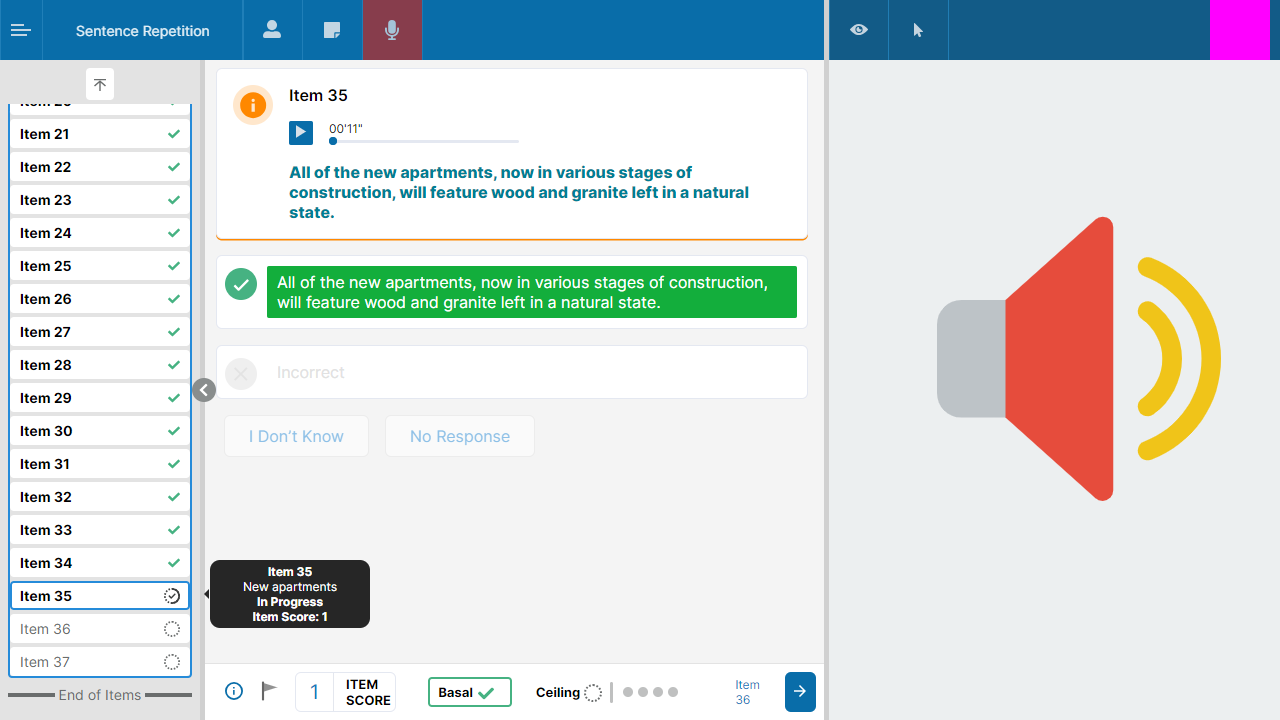 Sentence Repetition
Item 21
Item 22
Item 23
Item 24
Item 25
Item 26
Item 27
Item 28
Item 29
Item 30
Item 31
Item 32
Item 33
Item 34
Item 35
Item 36
Item 37
End of Items
Item 35
00'11"
All of the new apartments, now in various stages of
construction, will feature wood and granite left in a natural
state.
All of the new apartments, now in various stages of construction,
will feature wood and granite left in a natural state.
Incorrect
I Don't Know
No Response
Item 35
New apartments
In Progress
Item Score: 1
1
ITEM
SCORE
Basal
Ceiling
Item
36